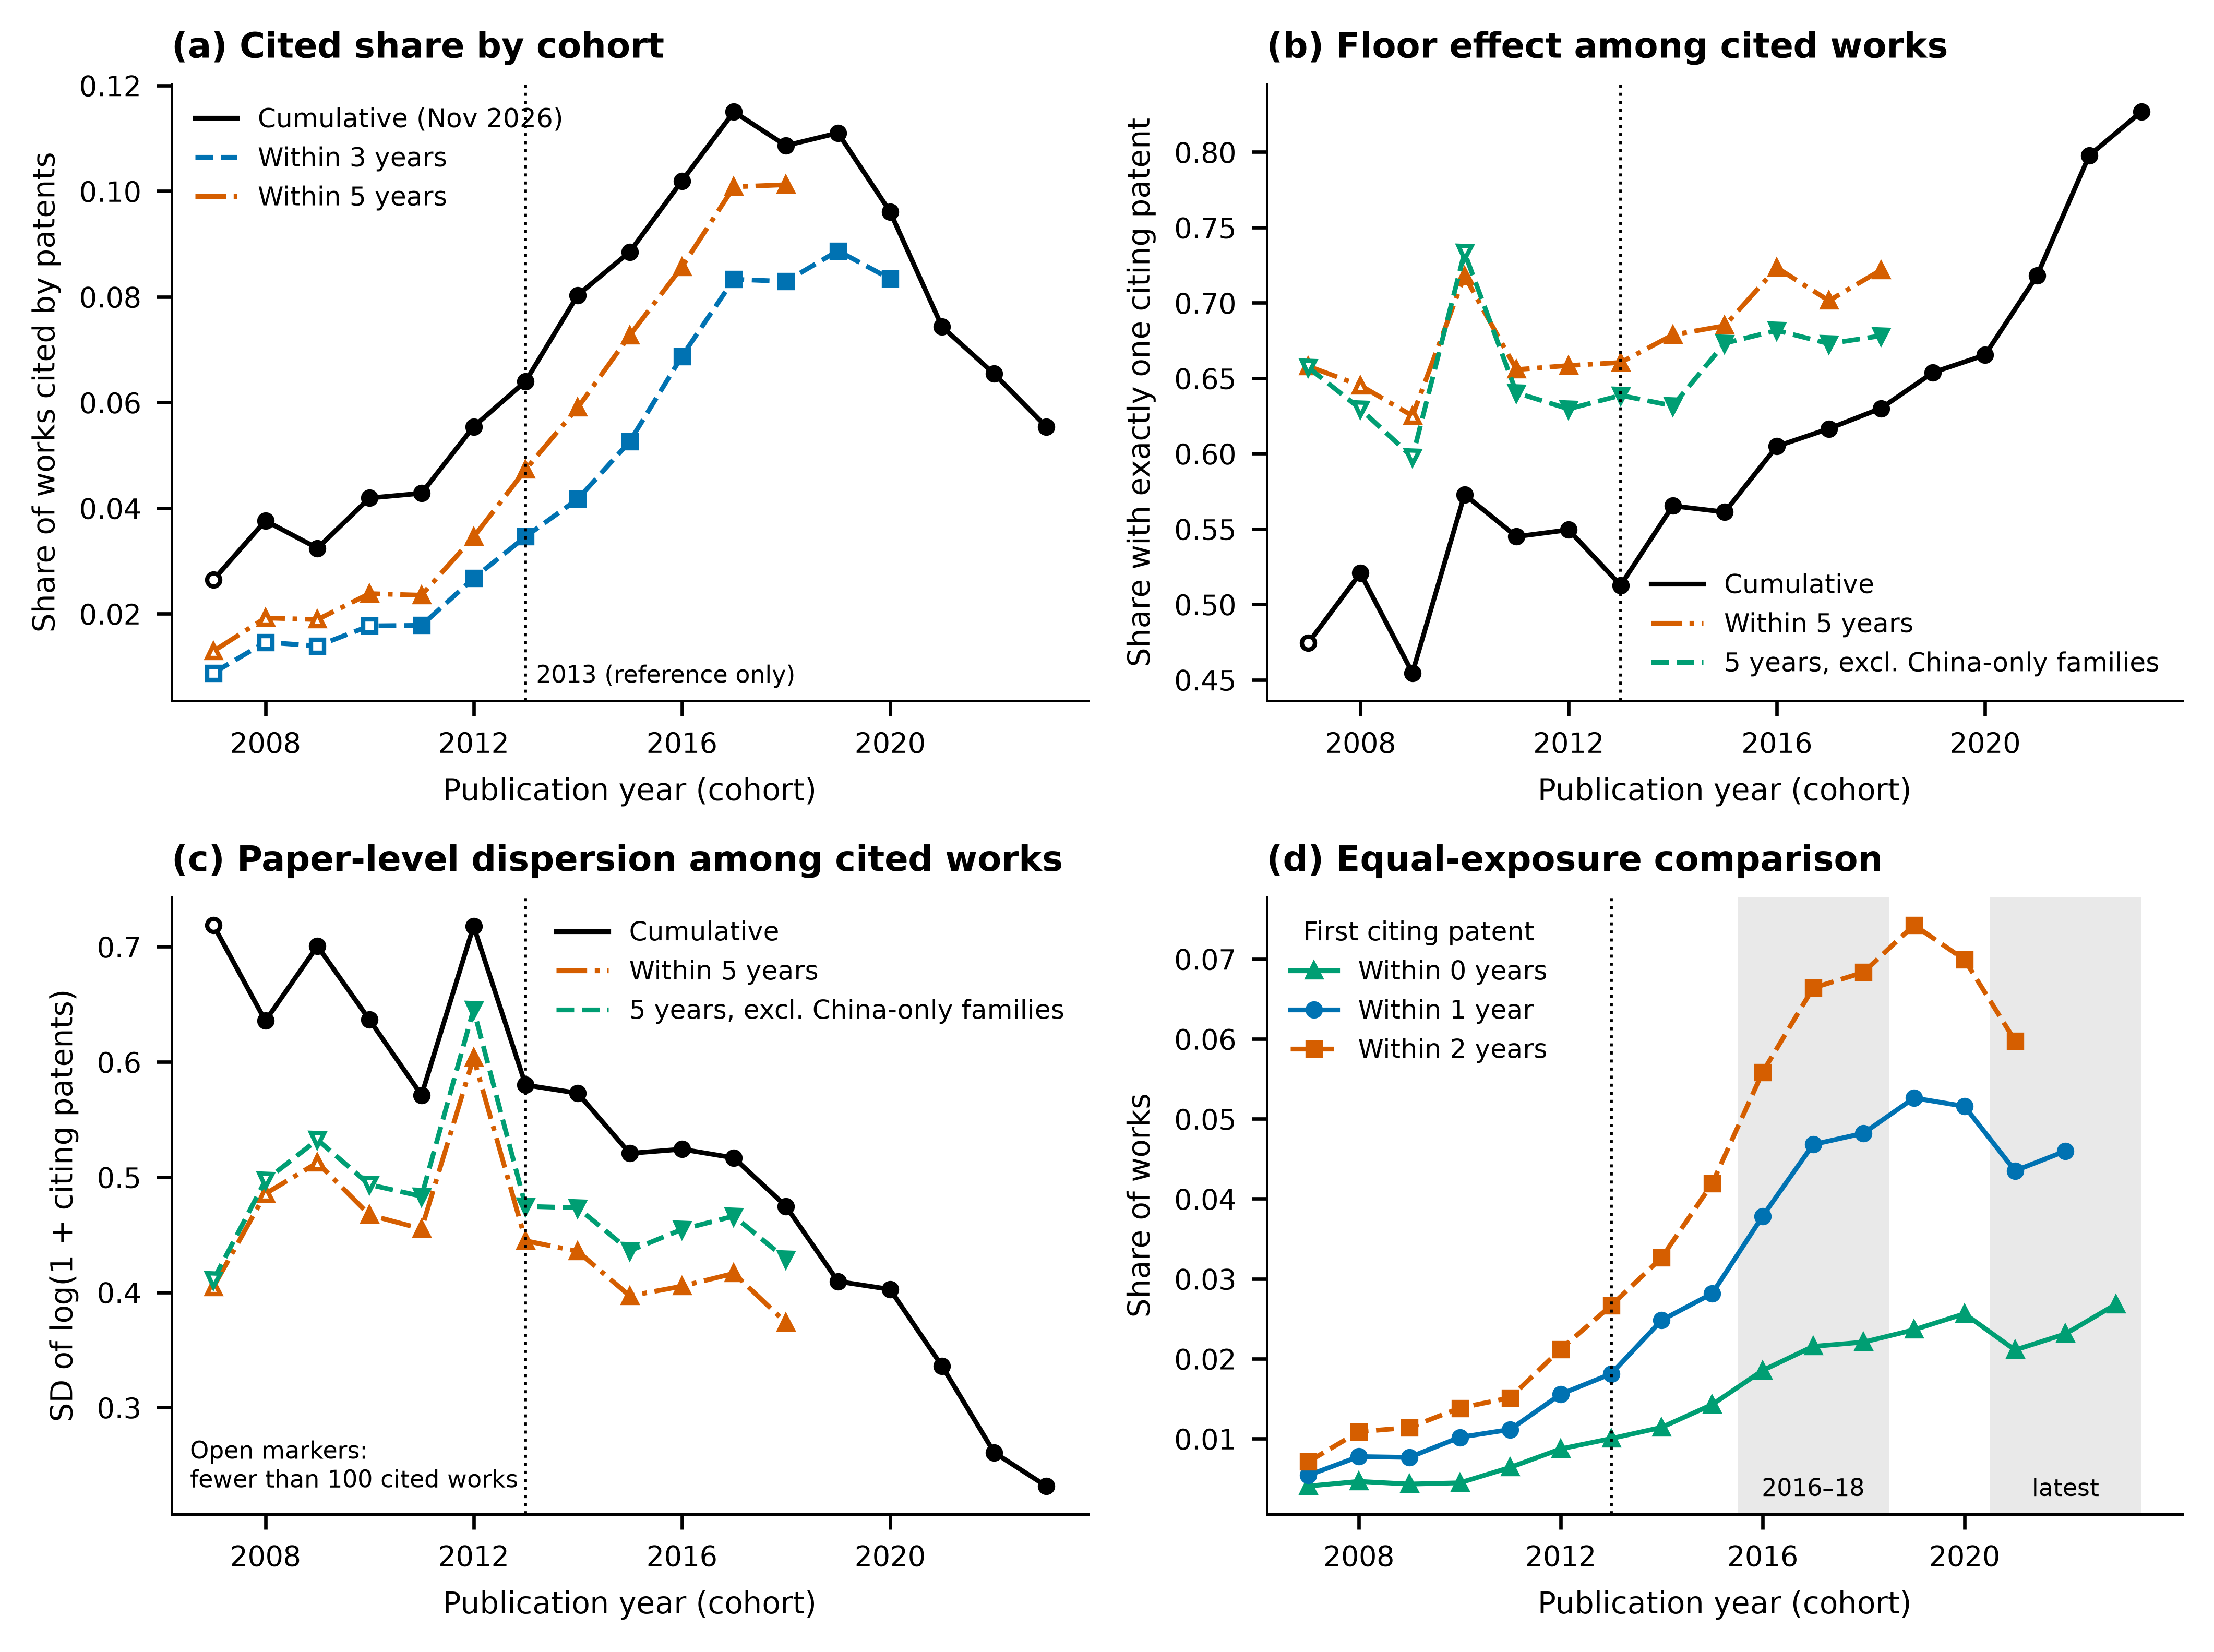 (a) Cited share by cohort
Share of works cited by patents
0.12
0.10
0.08
0.06
0.04
0.02
Cumulative (Nov 2026)
Within 3 years
Within 5 years
2013 (reference only)
2008
2012
2016
2020
Publication year (cohort)
(b) Floor effect among cited works
Share with exactly one citing patent
0.80
0.75
0.70
0.65
0.60
0.55
0.50
0.45
Cumulative
Within 5 years
5 years, excl. China-only families
2008
2012
2016
2020
Publication year (cohort)
(c) Paper-level dispersion among cited works
SD of log(1 + citing patents)
0.7
0.6
0.5
0.4
0.3
Cumulative
Within 5 years
5 years, excl. China-only families
Open markers:
fewer than 100 cited works
2008
2012
2016
2020
Publication year (cohort)
(d) Equal-exposure comparison
Share of works
0.07
0.06
0.05
0.04
0.03
0.02
0.01
First citing patent
Within 0 years
Within 1 year
Within 2 years
2016–18
latest
2008
2012
2016
2020
Publication year (cohort)